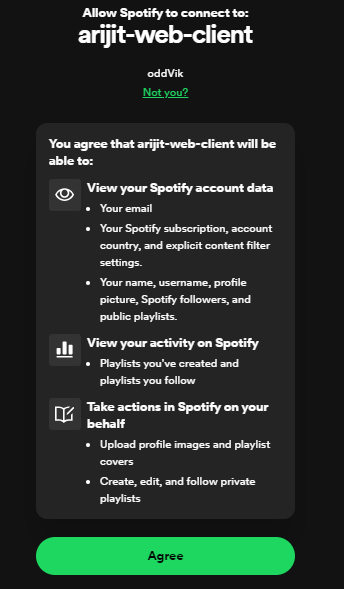 Allow Spotify to connect to:
arijit-web-client
oddVik
Not you?
You agree that arijit-web-client will be
able to:
View your Spotify account data
• Your email
• Your Spotify subscription, account
country, and explicit content filter
settings.
• Your name, username, profile
picture, Spotify followers, and
public playlists.
View your activity on Spotify
• Playlists you've created and
playlists you follow
Take actions in Spotify on your
behalf
• Upload profile images and playlist
covers
• Create, edit, and follow private
playlists
Agree